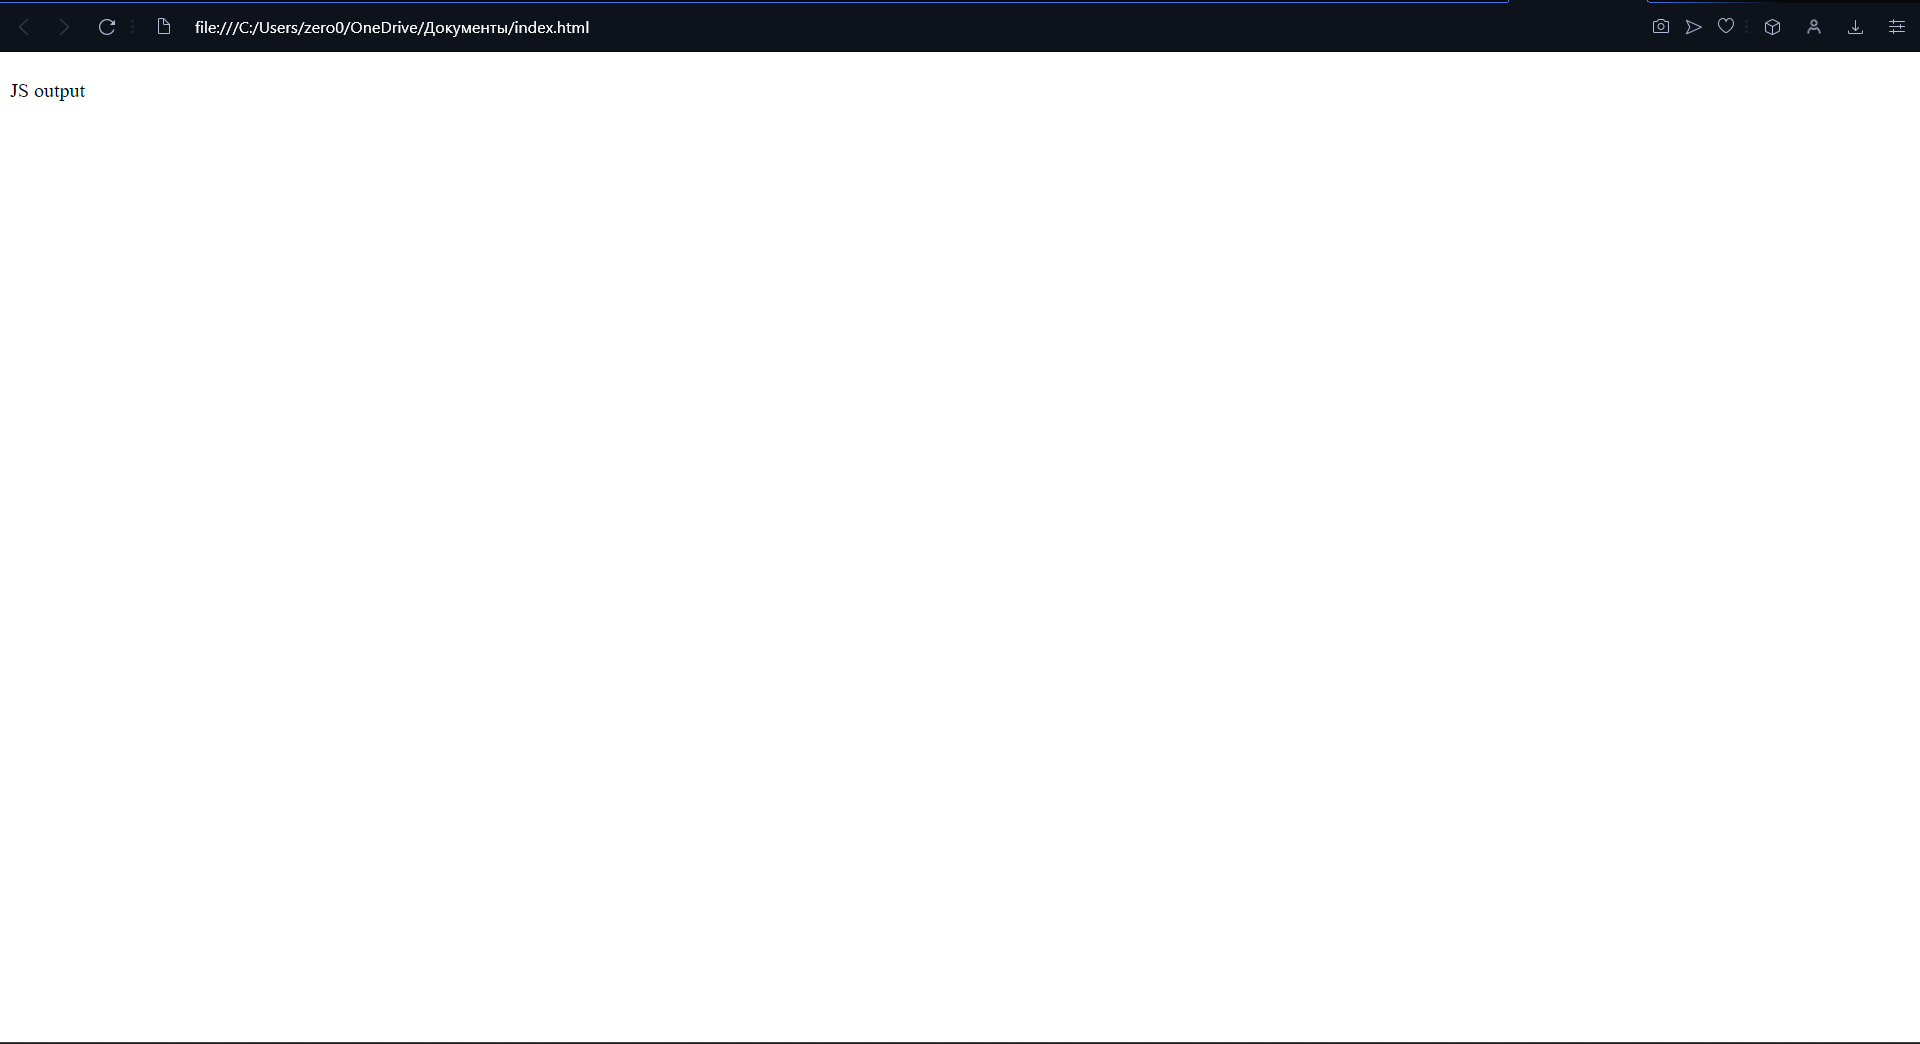 file:///C:/Users/zero0/OneDrive/Документы/index.html
JS output